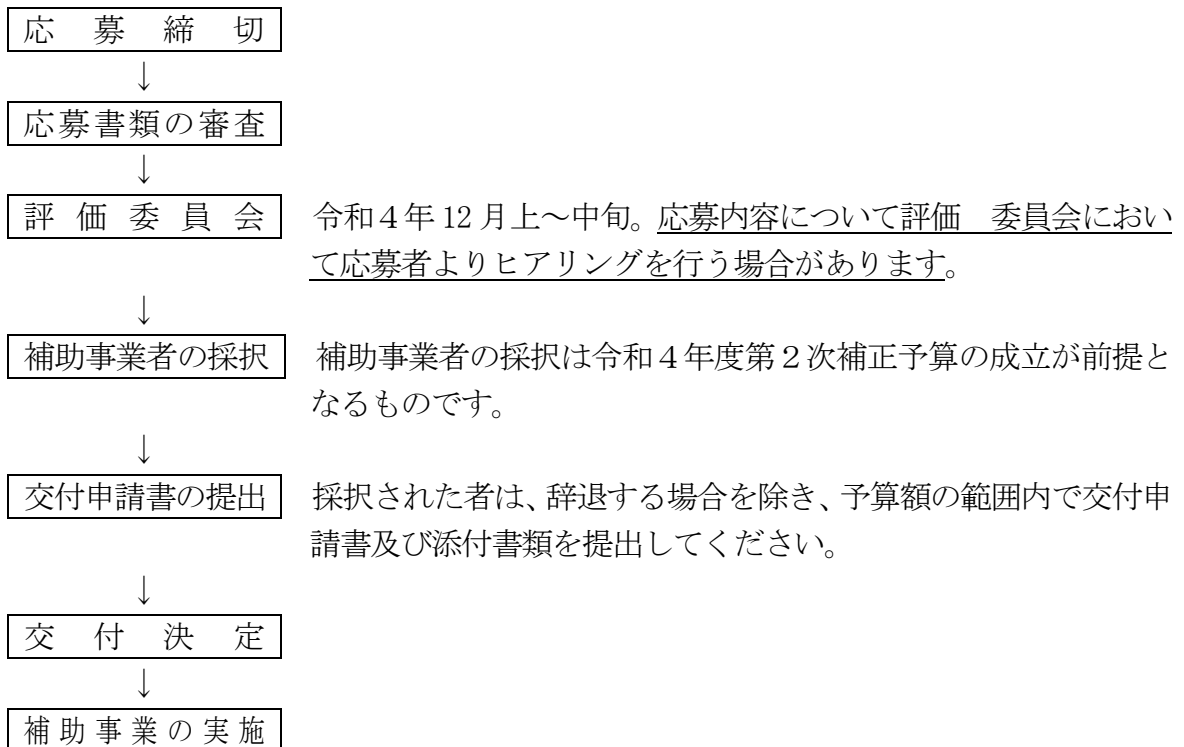 応募締切
↓
応募書類の審査
↓
評価委員会 令和４年12月上～中旬。応募内容について評価　委員会におい
て応募者よりヒアリングを行う場合があります。
↓
補助事業者の採択 補助事業者の採択は令和４年度第２次補正予算の成立が前提と
なるものです。
↓
交付申請書の提出 採択された者は、辞退する場合を除き、予算額の範囲内で交付申
請書及び添付書類を提出してください。
↓
交付決定
↓
補助事業の実施